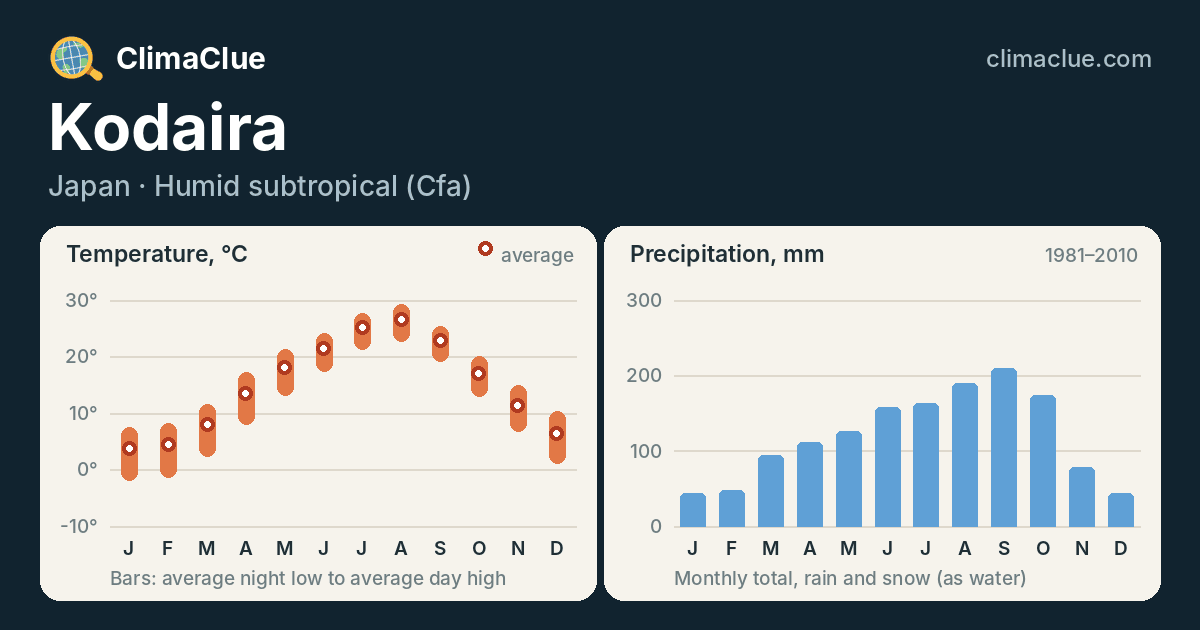 ClimaClue
climaclue.com
Kodaira
Japan · Humid subtropical (Cfa)
Temperature, °C
average
30°
20°
10°
0°
-10°
J F M A M J J A S O N D
Bars: average night low to average day high
Precipitation, mm
1981–2010
300
200
100
0
J F M A M J J A S O N D
Monthly total, rain and snow (as water)